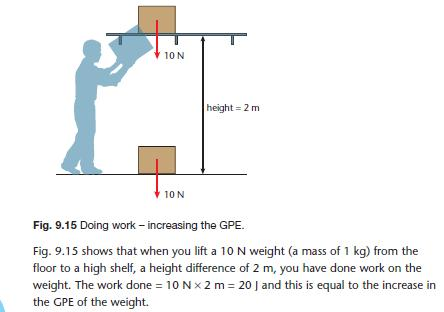 10 N
height = 2 m
10 N
Fig. 9.15 Doing work – increasing the GPE.
Fig. 9.15 shows that when you lift a 10 N weight (a mass of 1 kg) from the
floor to a high shelf, a height difference of 2 m, you have done work on the
weight. The work done = 10 N × 2 m = 20 J and this is equal to the increase in
the GPE of the weight.